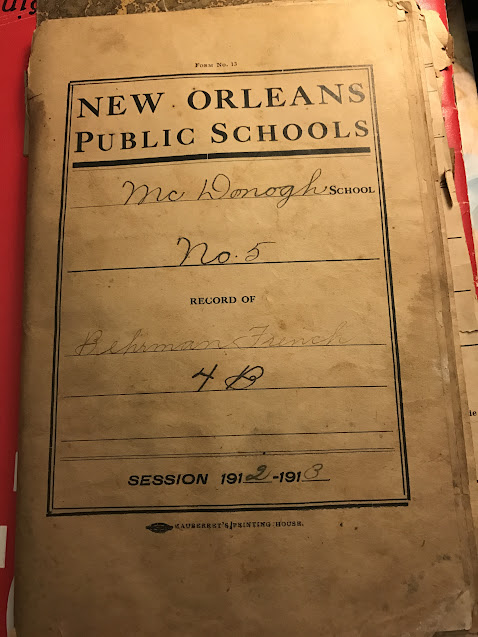 FORM NO. 13
NEW ORLEANS
PUBLIC SCHOOLS
Mc Donogh SCHOOL
No. 5
RECORD OF
Behrman French
4 B
SESSION 1912-1913
HAUSERET'S PRINTING HOUSE.